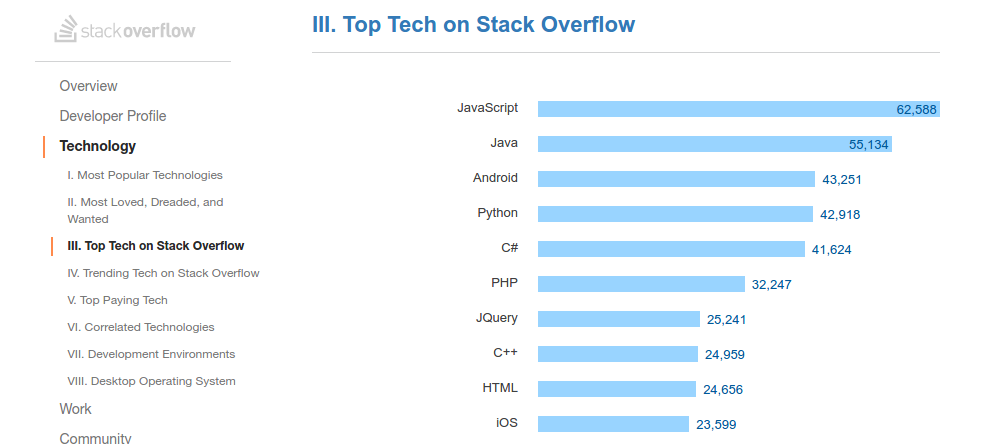 stackoverflow
Overview
Developer Profile
Technology
I. Most Popular Technologies
II. Most Loved, Dreaded, and
Wanted
III. Top Tech on Stack Overflow
IV. Trending Tech on Stack Overflow
V. Top Paying Tech
VI. Correlated Technologies
VII. Development Environments
VIII. Desktop Operating System
Work
Community
III. Top Tech on Stack Overflow
JavaScript 62,588
Java 55,134
Android 43,251
Python 42,918
C# 41,624
PHP 32,247
JQuery 25,241
C++ 24,959
HTML 24,656
iOS 23,599